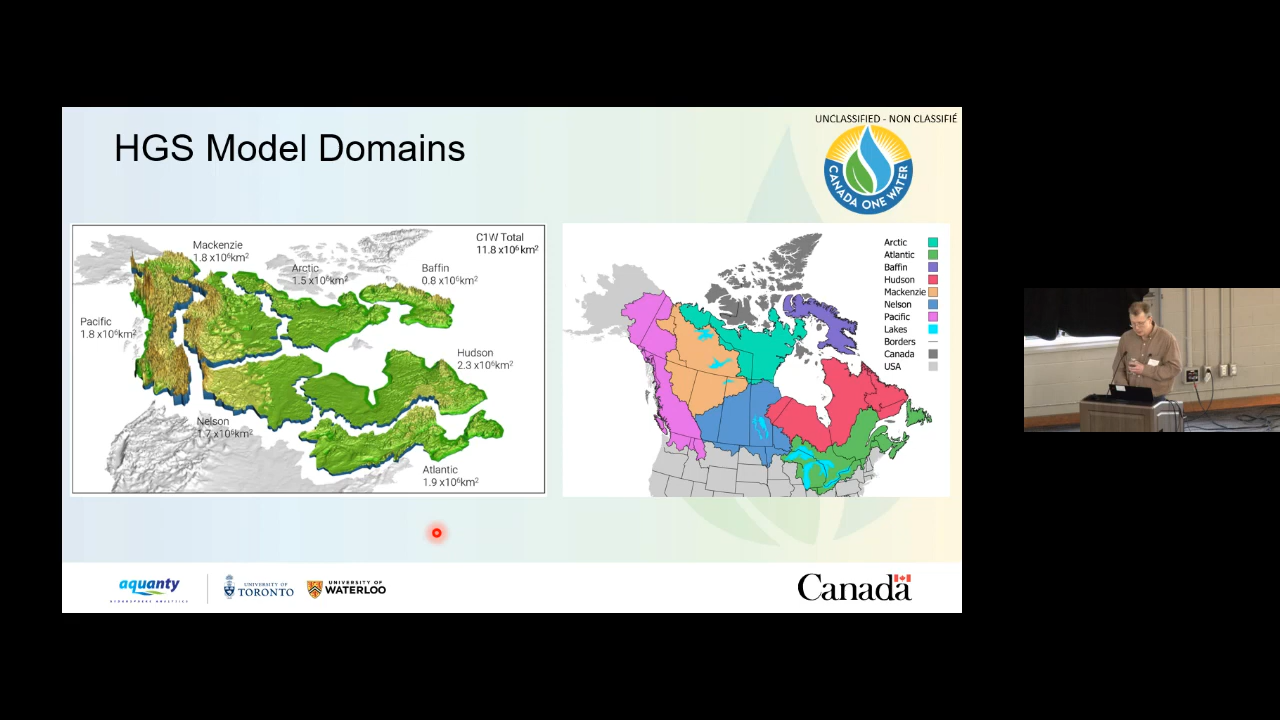 UNCLASSIFIED - NON CLASSIFIÉ
HGS Model Domains
CANADA ONE WATER
C1W Total
11.8 x10⁶km²
Mackenzie
1.8 x10⁶km²
Arctic
1.5 x10⁶km²
Baffin
0.8 x10⁶km²
Pacific
1.8 x10⁶km²
Hudson
2.3 x10⁶km²
Nelson
1.7 x10⁶km²
Atlantic
1.9 x10⁶km²
Arctic
Atlantic
Baffin
Hudson
Mackenzie
Nelson
Pacific
Lakes
Borders
Canada
USA
aquanty
UNIVERSITY OF
TORONTO
UNIVERSITY OF
WATERLOO
Canada